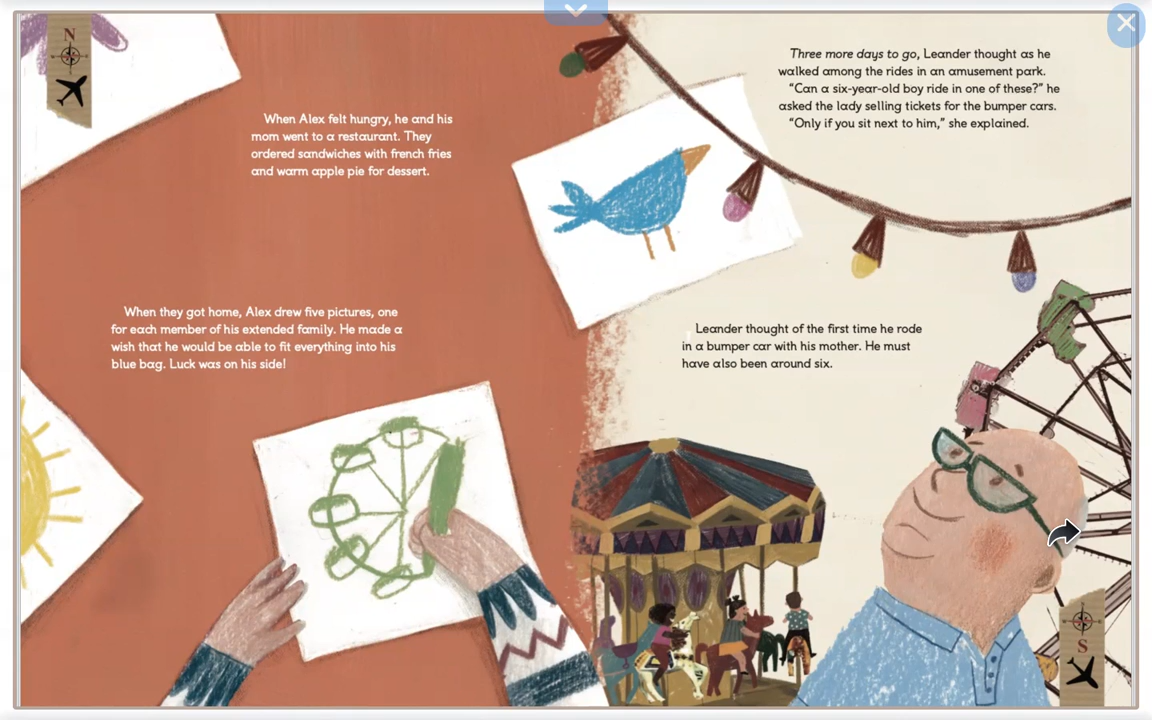 N
When Alex felt hungry, he and his
mom went to a restaurant. They
ordered sandwiches with french fries
and warm apple pie for dessert.
When they got home, Alex drew five pictures, one
for each member of his extended family. He made a
wish that he would be able to fit everything into his
blue bag. Luck was on his side!
Three more days to go, Leander thought as he
walked among the rides in an amusement park.
“Can a six-year-old boy ride in one of these?” he
asked the lady selling tickets for the bumper cars.
“Only if you sit next to him,” she explained.
Leander thought of the first time he rode
in a bumper car with his mother. He must
have also been around six.
S